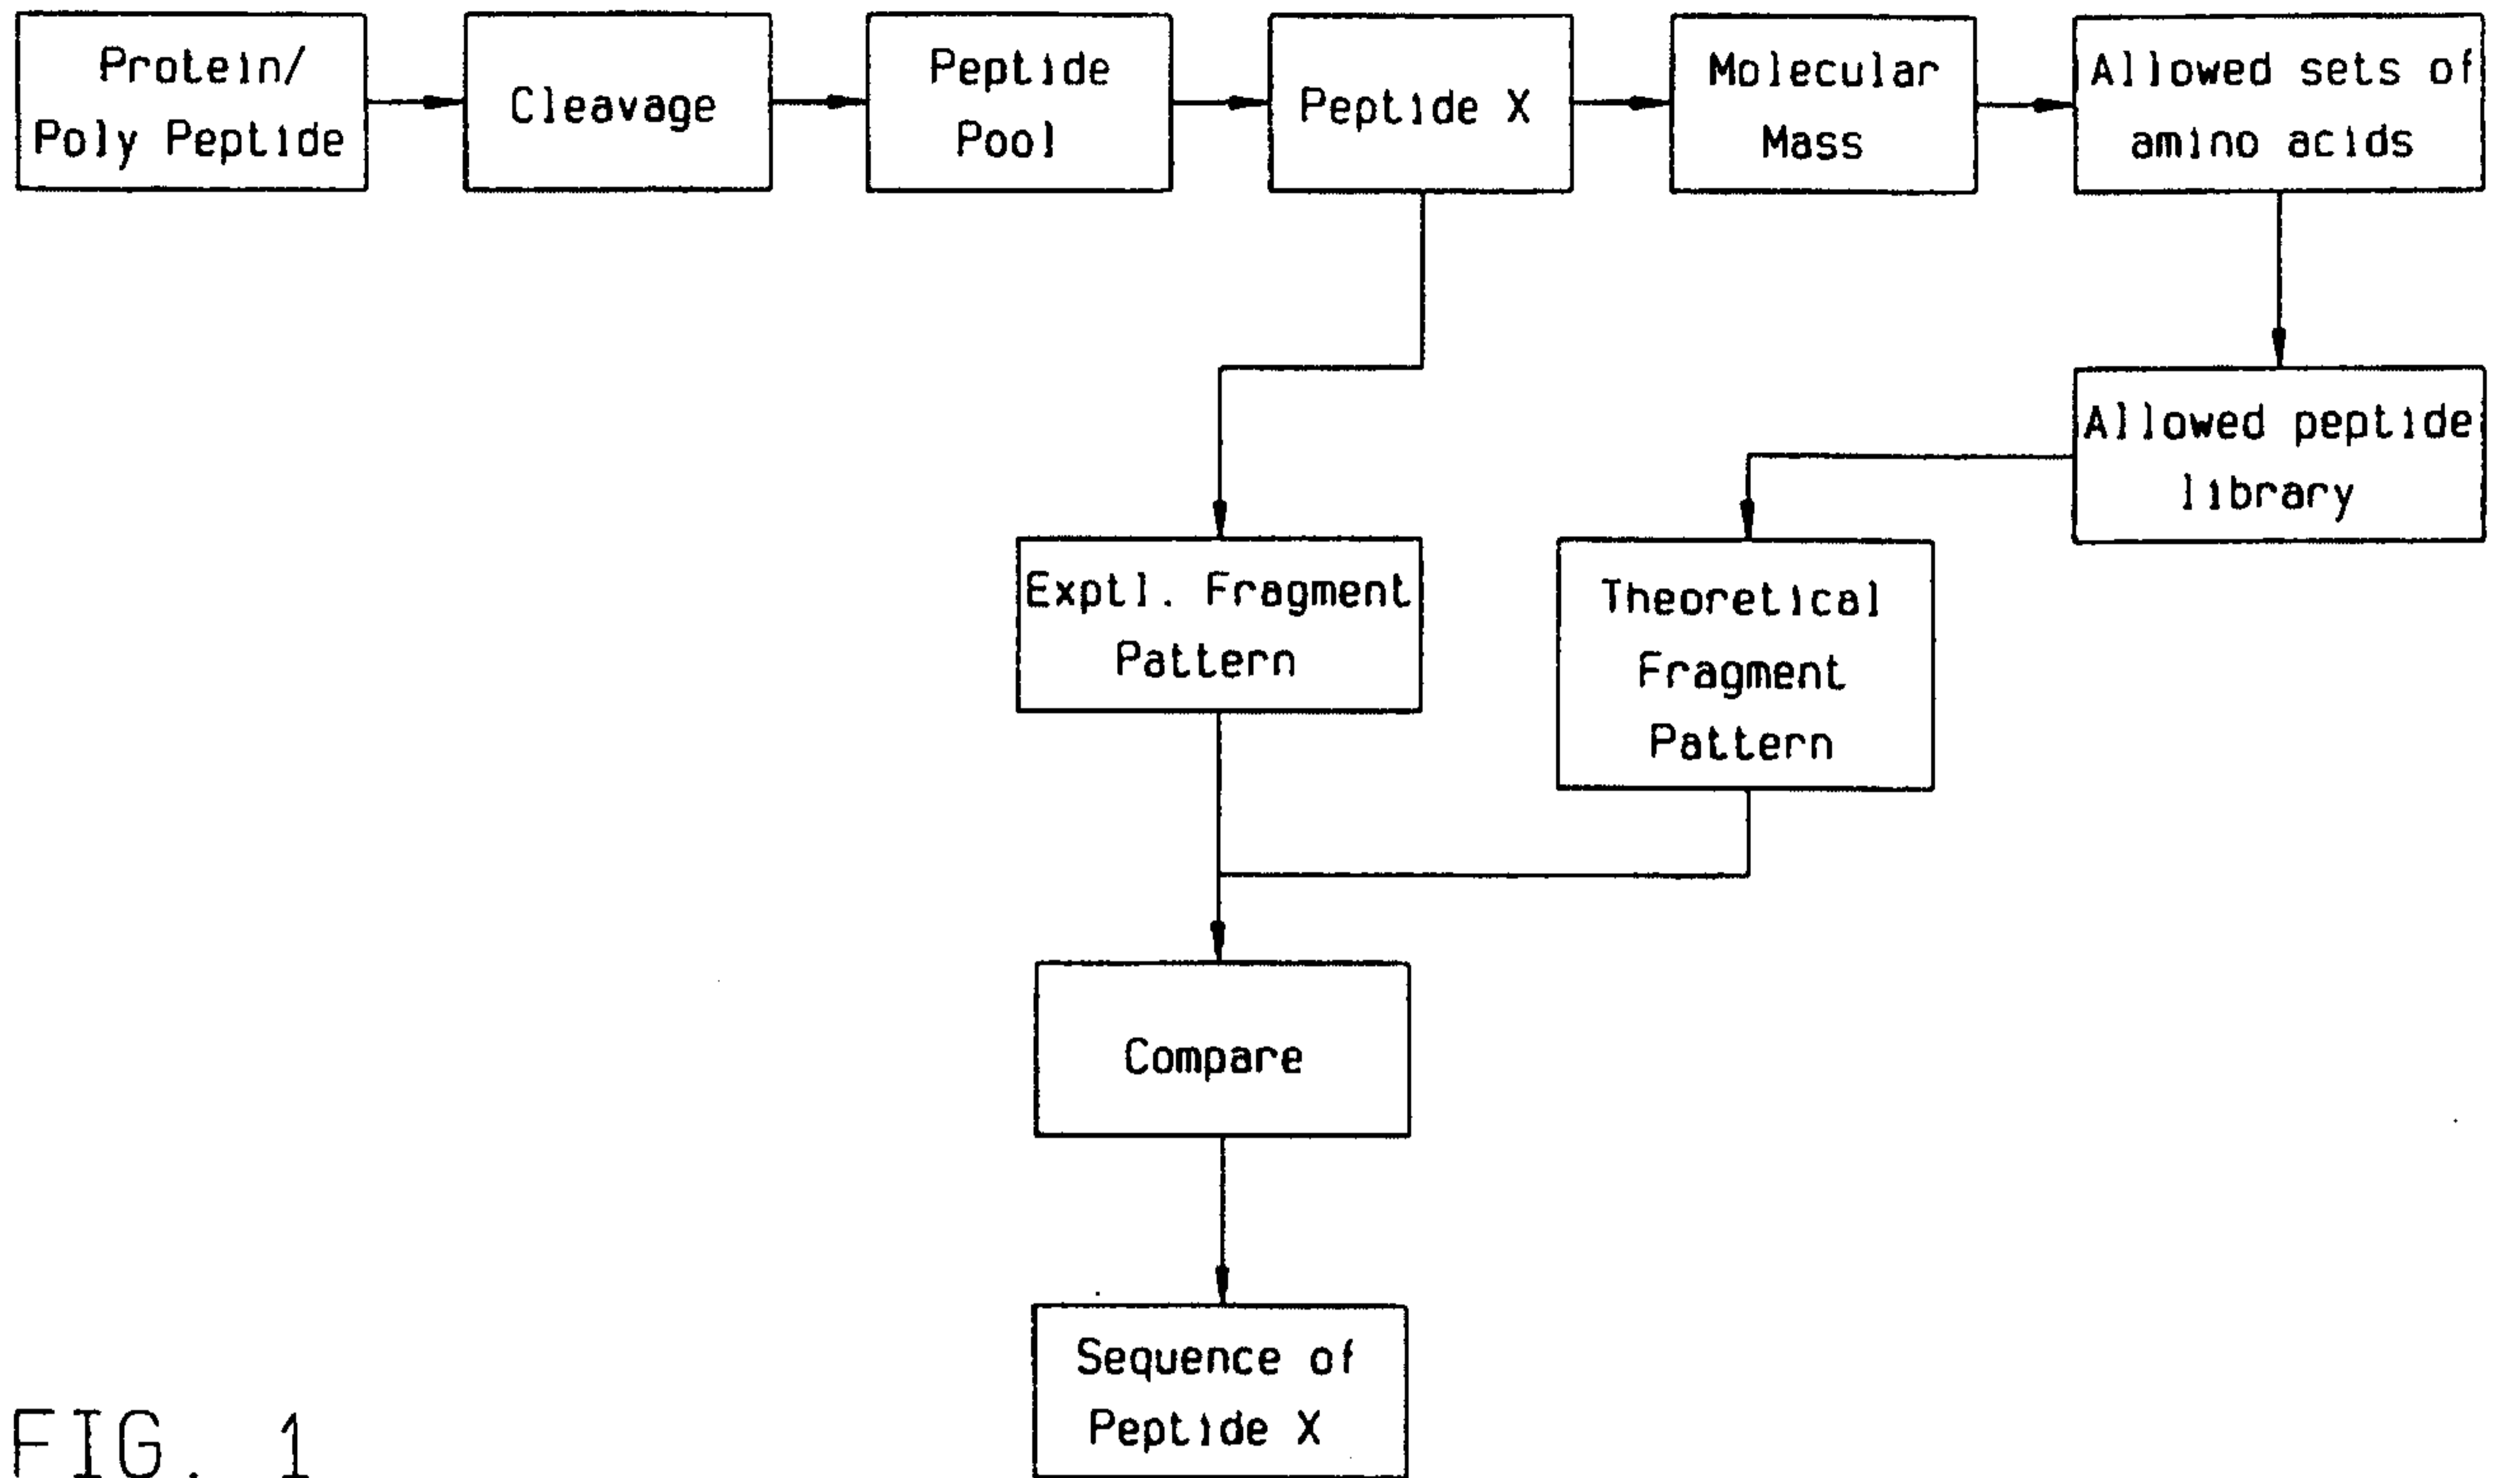 Protein/
Poly Peptide
Cleavage
Peptide
Pool
Peptide X
Molecular
Mass
Allowed sets of
amino acids
Allowed peptide
library
Exptl. Fragment
Pattern
Theoretical
Fragment
Pattern
Compare
Sequence of
Peptide X
FIG. 1